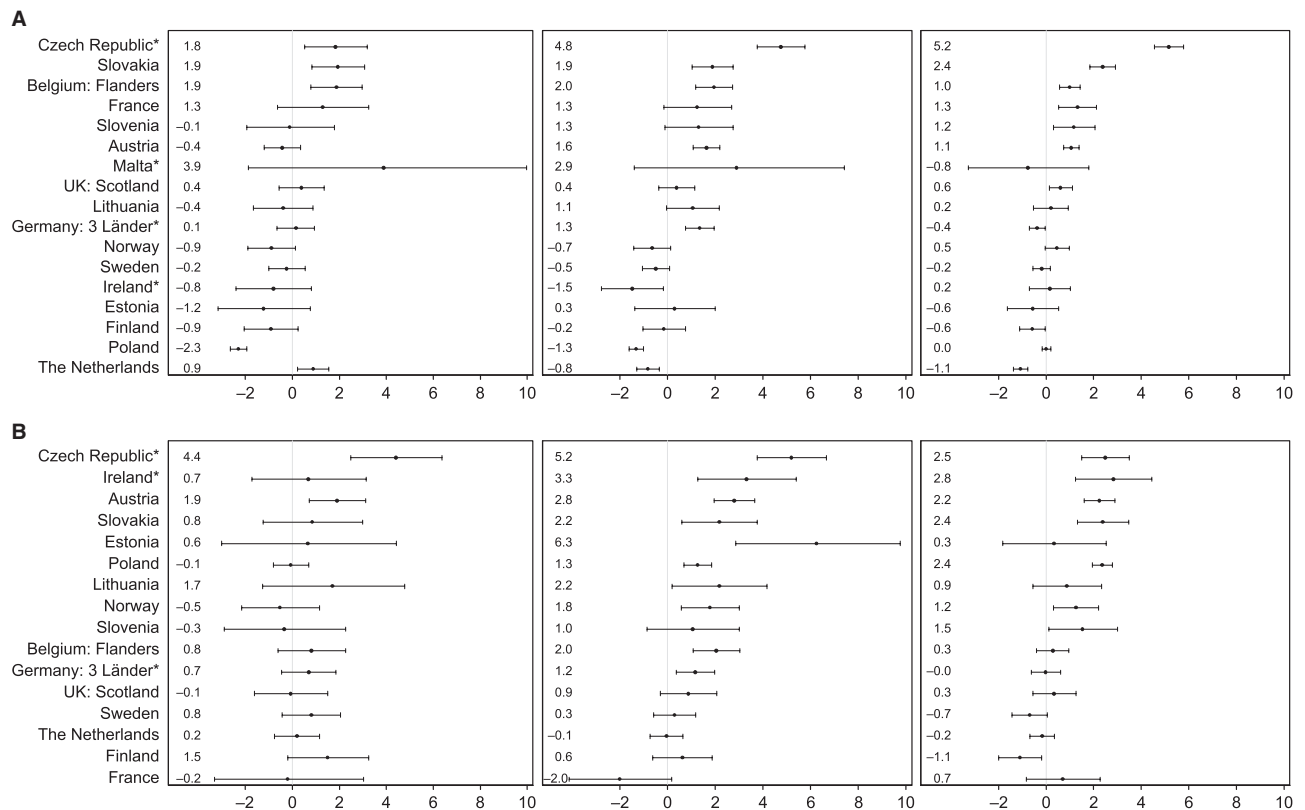 A
Czech Republic* 1.8 4.8 5.2
Slovakia 1.9 1.9 2.4
Belgium: Flanders 1.9 2.0 1.0
France 1.3 1.3 1.3
Slovenia –0.1 1.3 1.2
Austria –0.4 1.6 1.1
Malta* 3.9 2.9 –0.8
UK: Scotland 0.4 0.4 0.6
Lithuania –0.4 1.1 0.2
Germany: 3 Länder* 0.1 1.3 –0.4
Norway –0.9 –0.7 0.5
Sweden –0.2 –0.5 –0.2
Ireland* –0.8 –1.5 0.2
Estonia –1.2 0.3 –0.6
Finland –0.9 –0.2 –0.6
Poland –2.3 –1.3 0.0
The Netherlands 0.9 –0.8 –1.1
–2 0 2 4 6 8 10 –2 0 2 4 6 8 10 –2 0 2 4 6 8 10
B
Czech Republic* 4.4 5.2 2.5
Ireland* 0.7 3.3 2.8
Austria 1.9 2.8 2.2
Slovakia 0.8 2.2 2.4
Estonia 0.6 6.3 0.3
Poland –0.1 1.3 2.4
Lithuania 1.7 2.2 0.9
Norway –0.5 1.8 1.2
Slovenia –0.3 1.0 1.5
Belgium: Flanders 0.8 2.0 0.3
Germany: 3 Länder* 0.7 1.2 –0.0
UK: Scotland –0.1 0.9 0.3
Sweden 0.8 0.3 –0.7
The Netherlands 0.2 –0.1 –0.2
Finland 1.5 0.6 –1.1
France –0.2 –2.0 0.7
–2 0 2 4 6 8 10 –2 0 2 4 6 8 10 –2 0 2 4 6 8 10